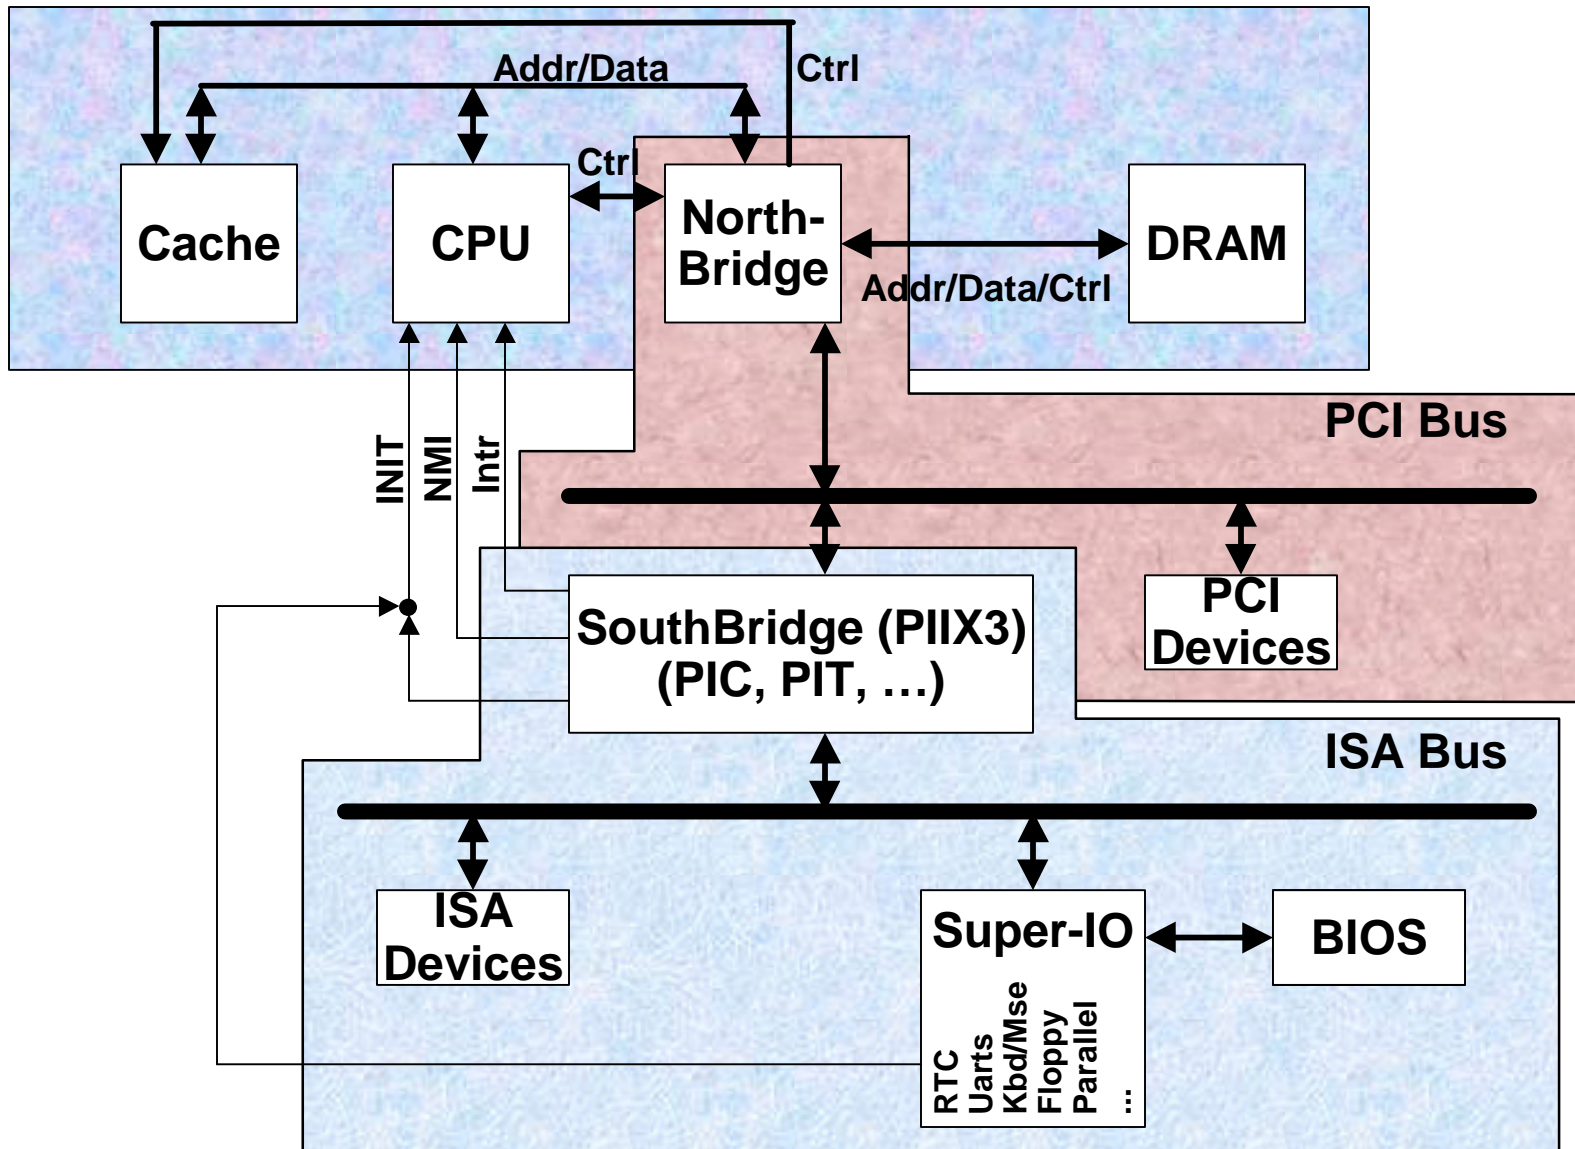 Addr/Data
Ctrl
Ctrl
Cache
CPU
North-
Bridge
DRAM
Addr/Data/Ctrl
INIT
NMI
Intr
PCI Bus
SouthBridge (PIIX3)
(PIC, PIT, …)
PCI
Devices
ISA Bus
ISA
Devices
Super-IO
RTC
Uarts
Kbd/Mse
Floppy
Parallel
…
BIOS